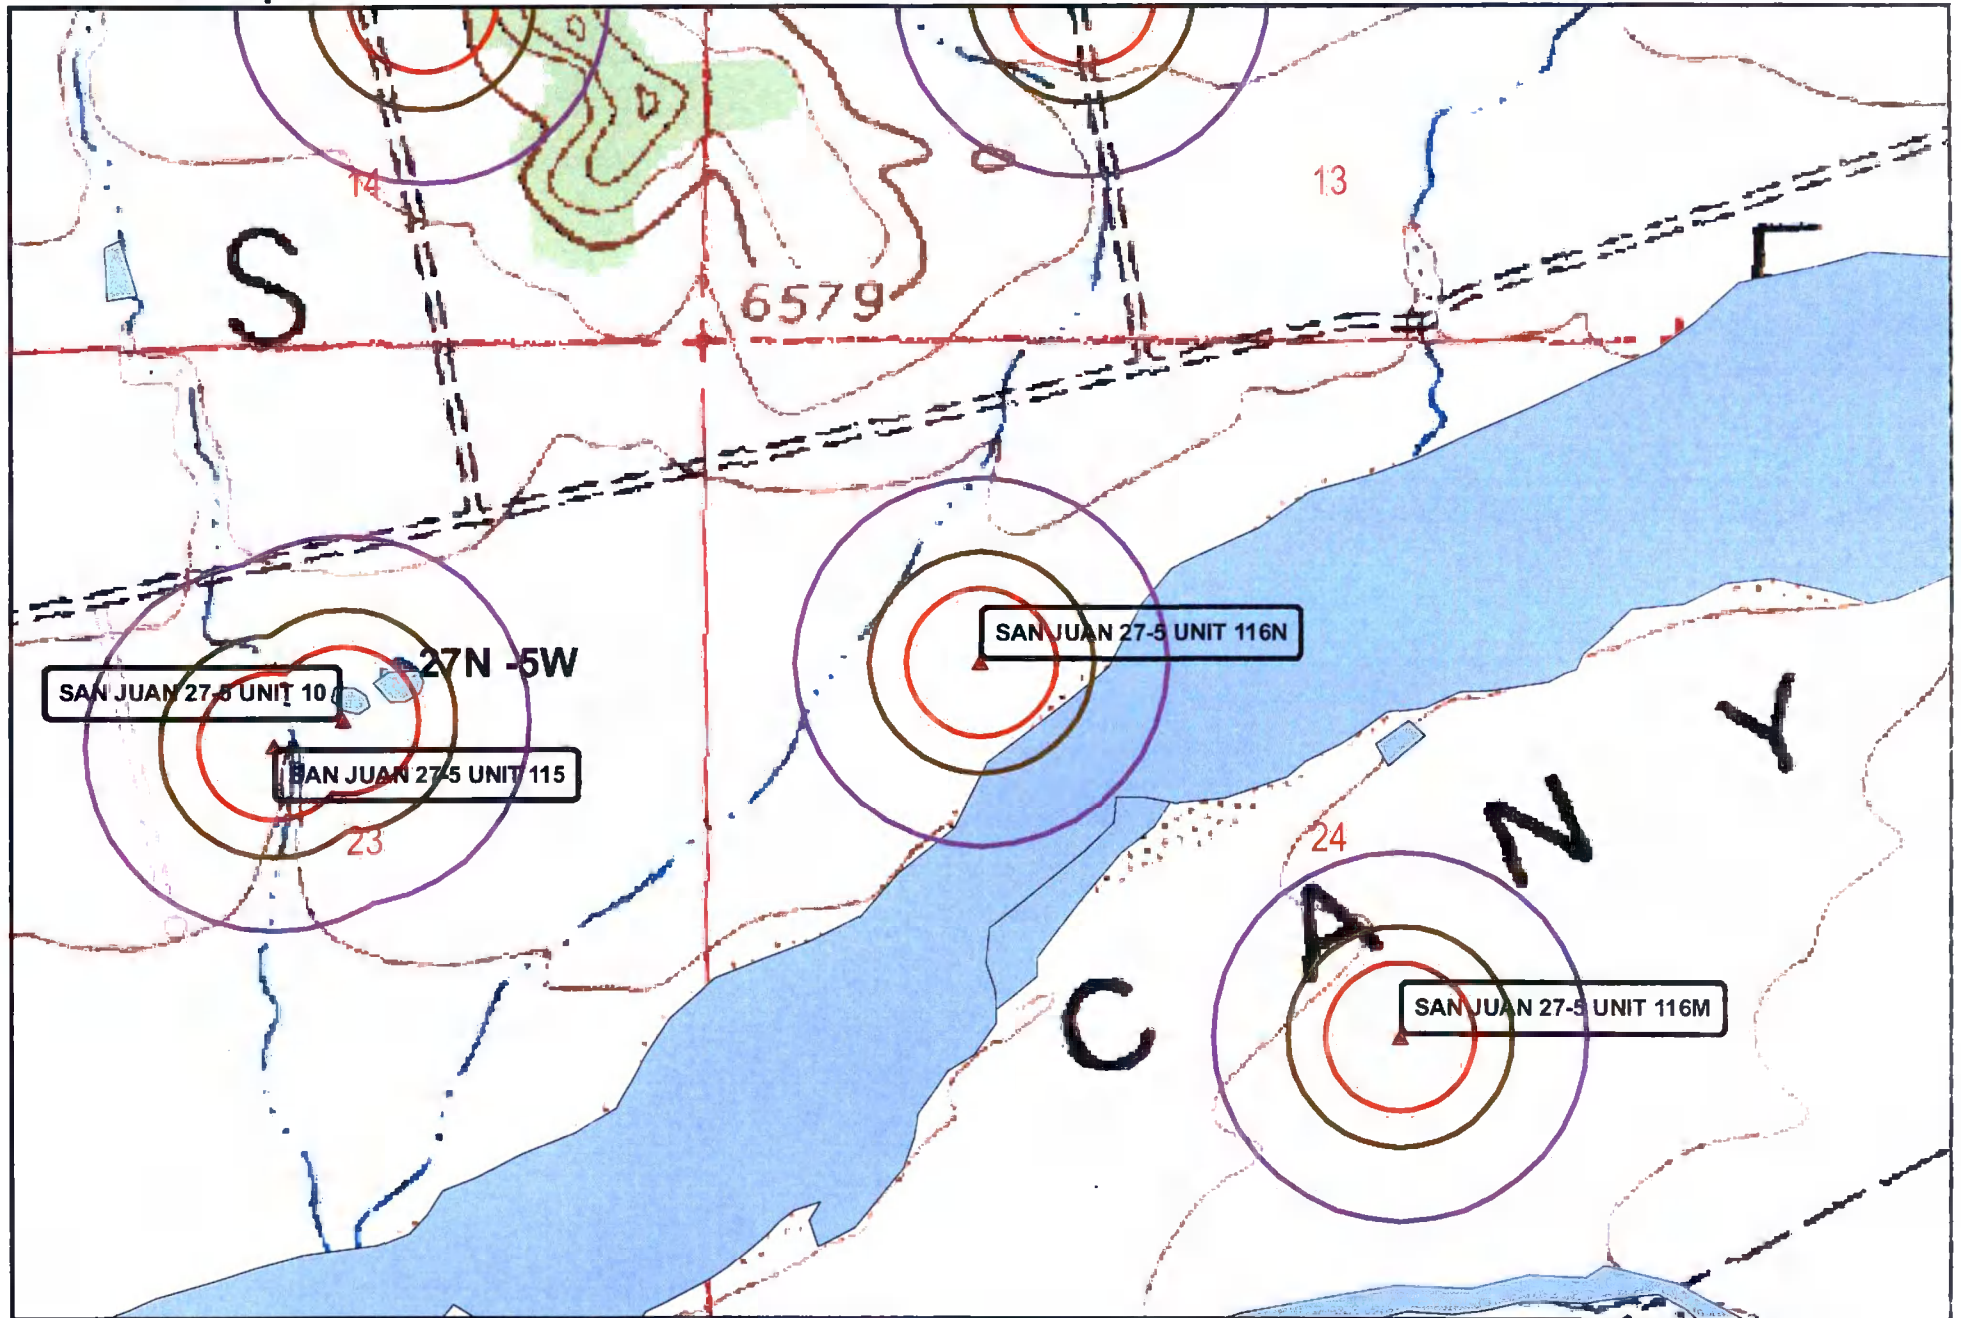 14
13
S
6579
27N -5W
SAN JUAN 27-5 UNIT 116N
SAN JUAN 27-5 UNIT 10
SAN JUAN 27-5 UNIT 115
23
24
C A N Y
SAN JUAN 27-5 UNIT 116M